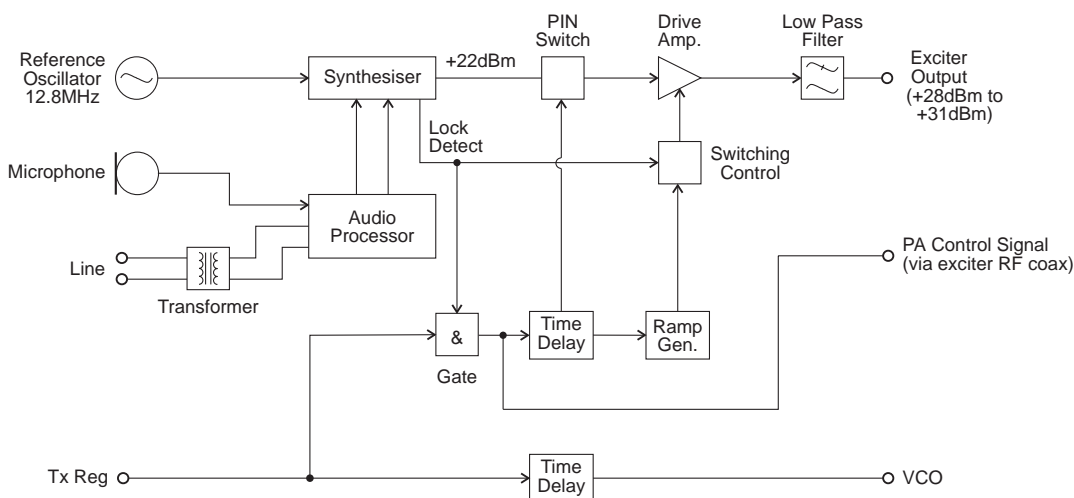 PIN
Switch
Drive
Amp.
Low Pass
Filter
Reference
Oscillator
12.8MHz
Synthesiser
+22dBm
Exciter
Output
(+28dBm to
+31dBm)
Lock
Detect
Switching
Control
Microphone
Audio
Processor
Line
Transformer
PA Control Signal
(via exciter RF coax)
&
Gate
Time
Delay
Ramp
Gen.
Tx Reg
Time
Delay
VCO